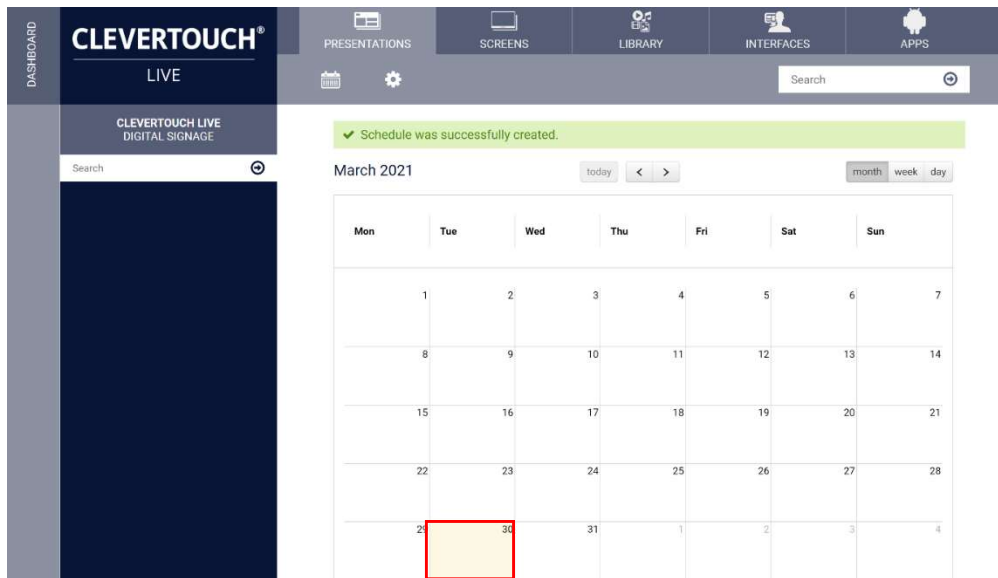 DASHBOARD
CLEVERTOUCH®
LIVE
PRESENTATIONS
SCREENS
LIBRARY
INTERFACES
APPS
Search
CLEVERTOUCH LIVE
DIGITAL SIGNAGE
Search
Schedule was successfully created.
March 2021
today
month week day
Mon Tue Wed Thu Fri Sat Sun
1 2 3 4 5 6 7
8 9 10 11 12 13 14
15 16 17 18 19 20 21
22 23 24 25 26 27 28
29 30 31 1 2 3 4